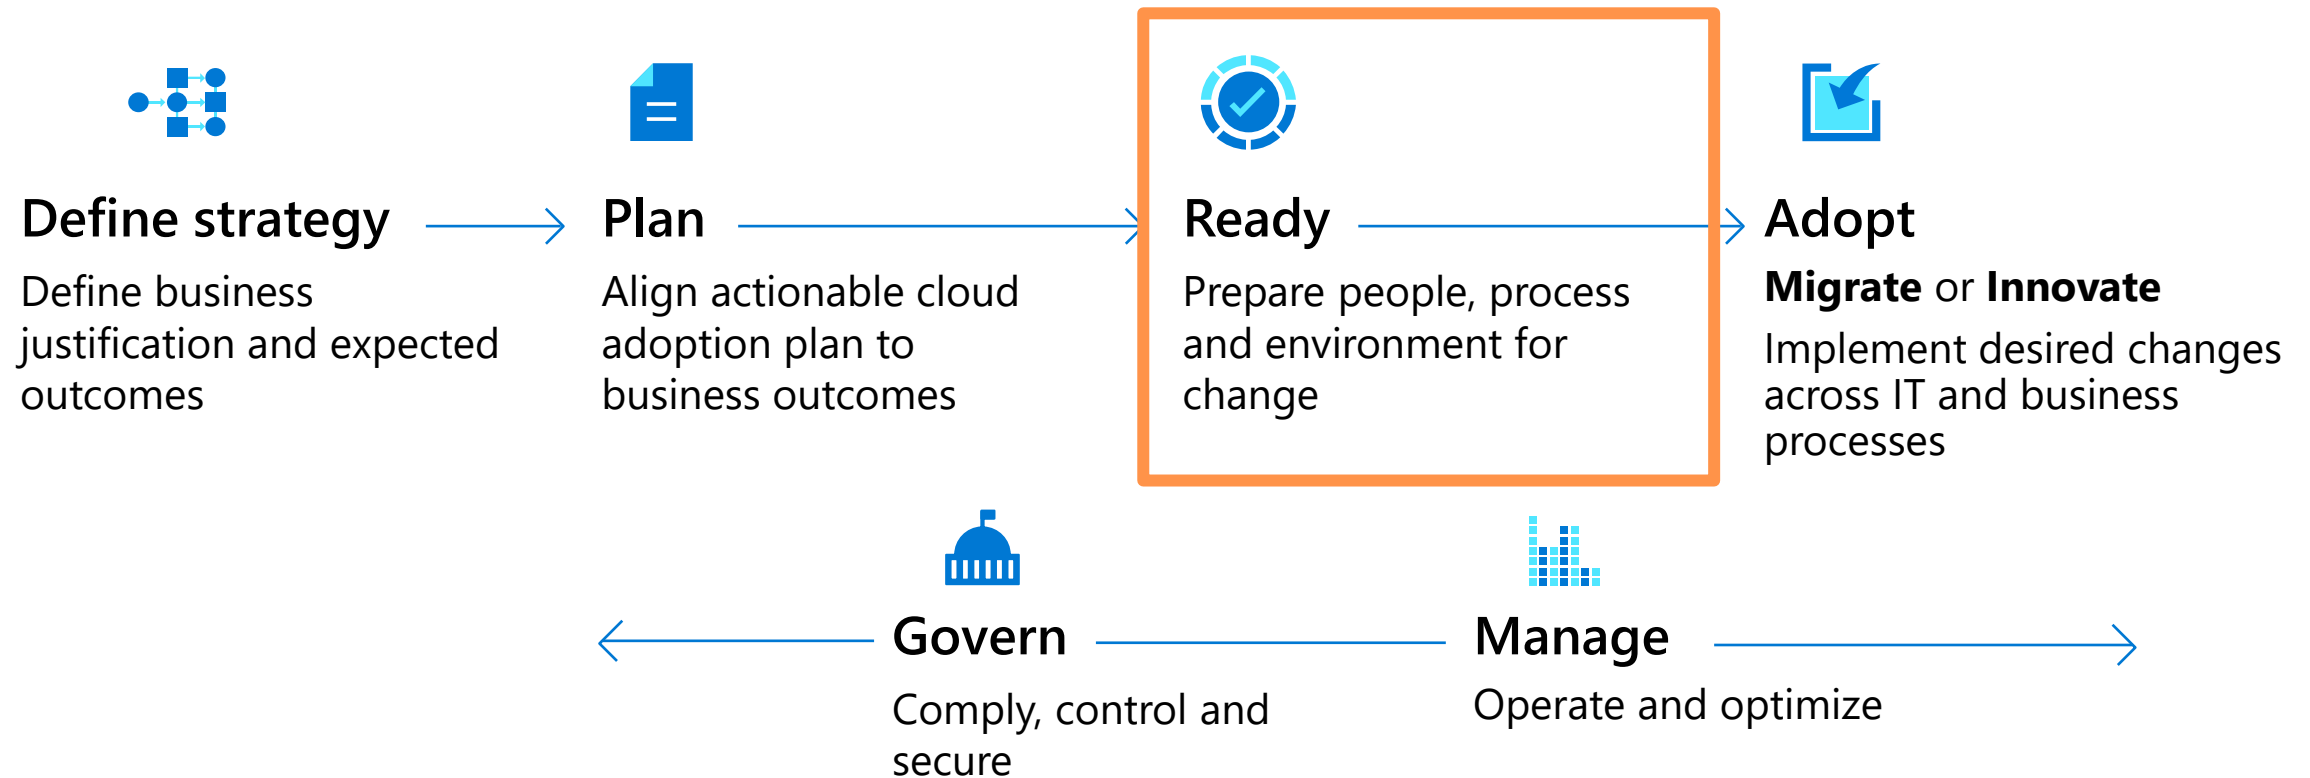 Define strategy
Define business
justification and expected
outcomes
Plan
Align actionable cloud
adoption plan to
business outcomes
Ready
Prepare people, process
and environment for
change
Adopt
Migrate or Innovate
Implement desired changes
across IT and business
processes
Govern
Comply, control and
secure
Manage
Operate and optimize